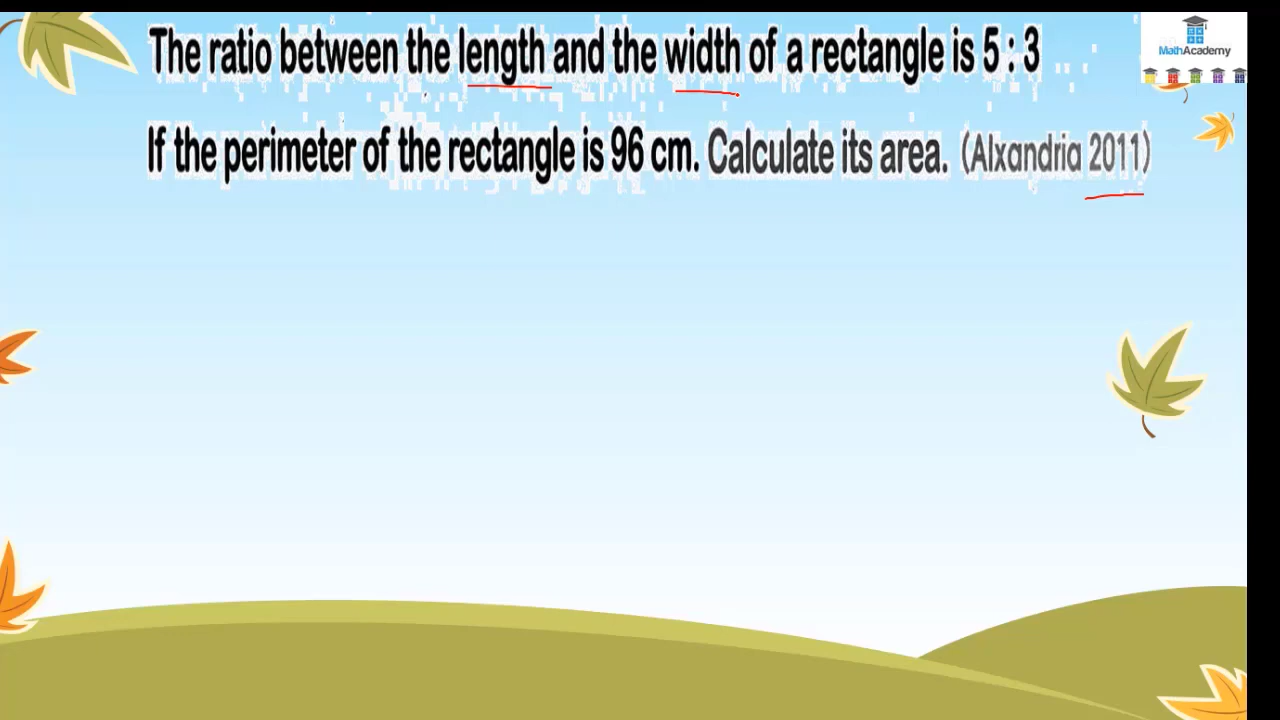 The ratio between the length and the width of a rectangle is 5 : 3
MathAcademy
If the perimeter of the rectangle is 96 cm. Calculate its area. (Alxandria 2011)